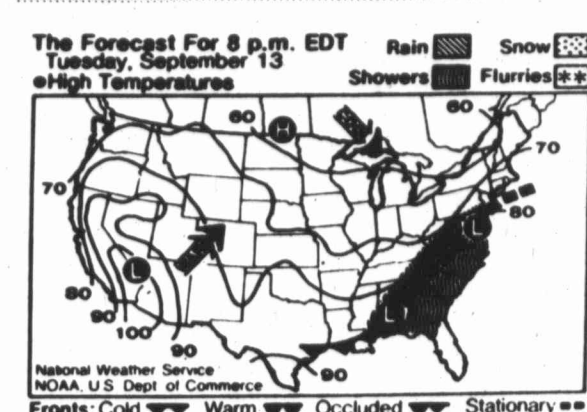 The Forecast For 8 p.m. EDT
Tuesday, September 13
●High Temperatures
Rain
Snow
Showers
Flurries
60
60
H
70
70
80
L
L
L
80
90
100
90
90
National Weather Service
NOAA, U.S. Dept of Commerce
Fronts: Cold Warm Occluded Stationary